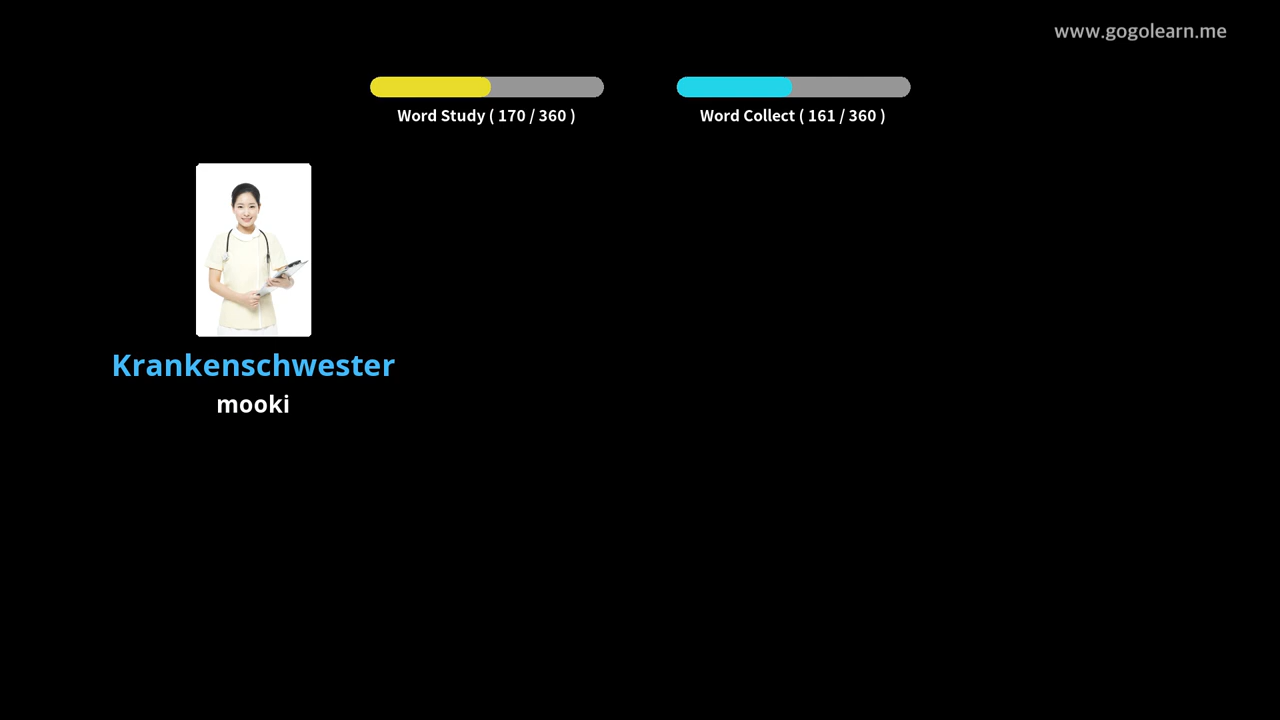 www.gogolearn.me
Word Study ( 170 / 360 )
Word Collect ( 161 / 360 )
Krankenschwester
mooki